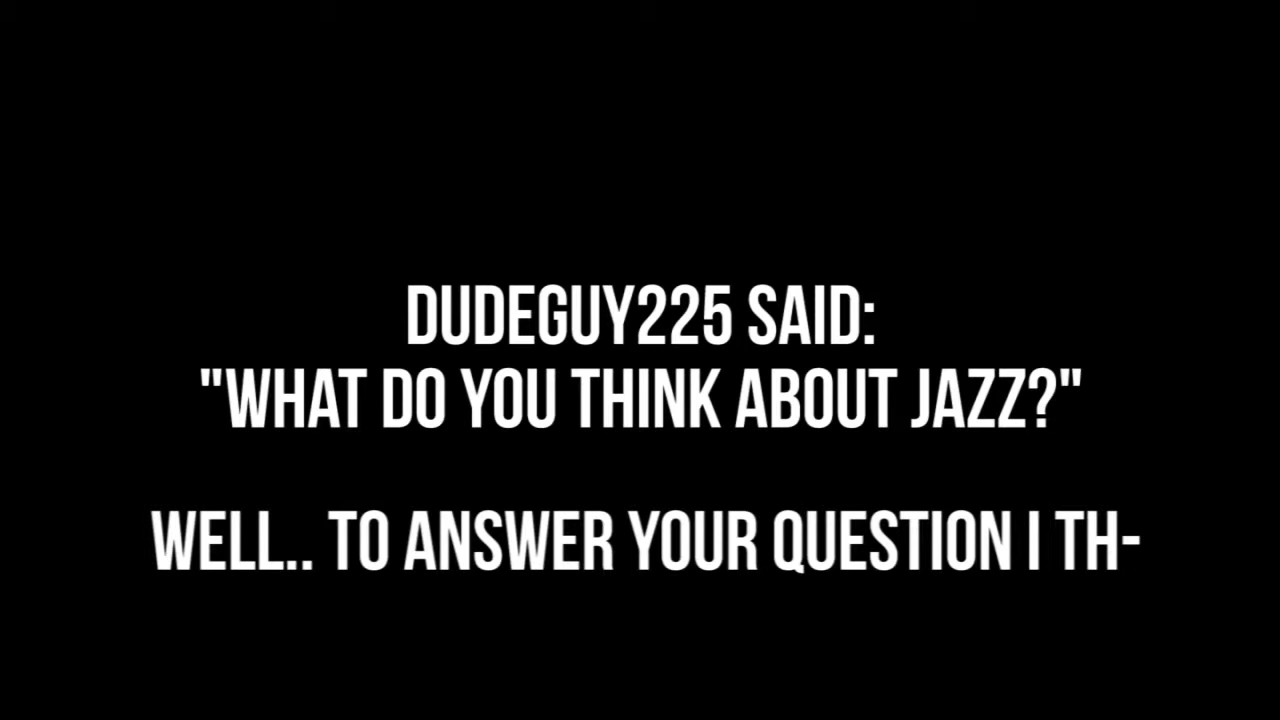 DUDEGUY225 SAID:
"WHAT DO YOU THINK ABOUT JAZZ?"
WELL.. TO ANSWER YOUR QUESTION I TH-